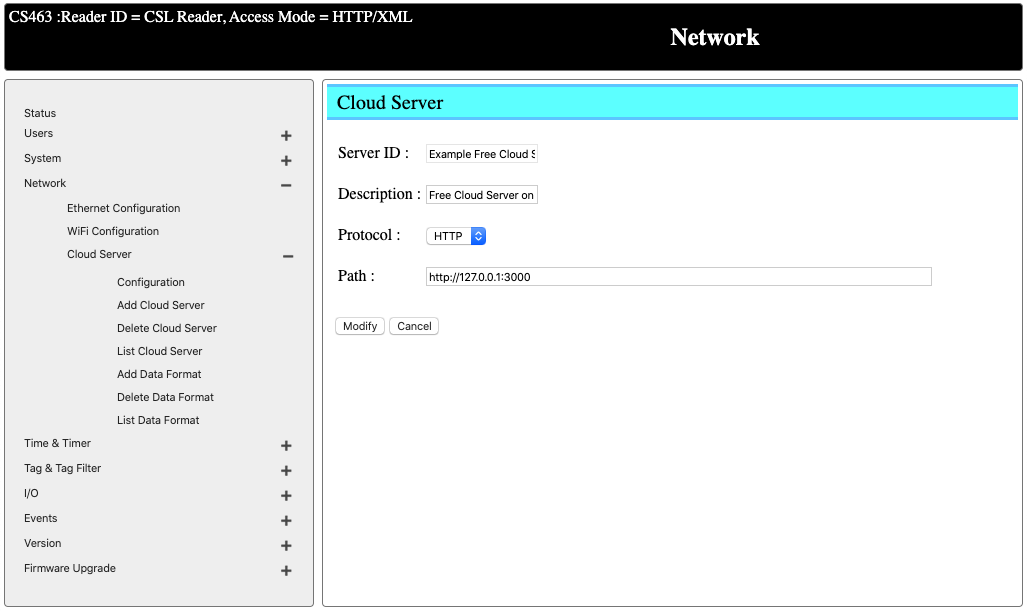 CS463 :Reader ID = CSL Reader, Access Mode = HTTP/XML
Network
Status
Users
System
Network
Ethernet Configuration
WiFi Configuration
Cloud Server
Configuration
Add Cloud Server
Delete Cloud Server
List Cloud Server
Add Data Format
Delete Data Format
List Data Format
Time & Timer
Tag & Tag Filter
I/O
Events
Version
Firmware Upgrade
Cloud Server
Server ID : Example Free Cloud S
Description : Free Cloud Server on
Protocol : HTTP
Path : http://127.0.0.1:3000
Modify Cancel